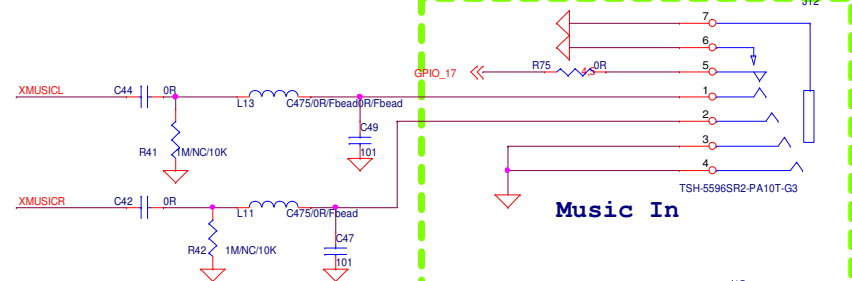 J12
7
6
GPIO_17
R75
4.5
0R
5
XMUSICL
C44
0R
L13
C475/0R/Fbead
0R/Fbead
1
C49
101
2
R41
1M/NC/10K
3
4
TSH-5596SR2-PA10T-G3
XMUSICR
C42
0R
L11
C475/0R/Fbead
Music In
R42
1M/NC/10K
C47
101